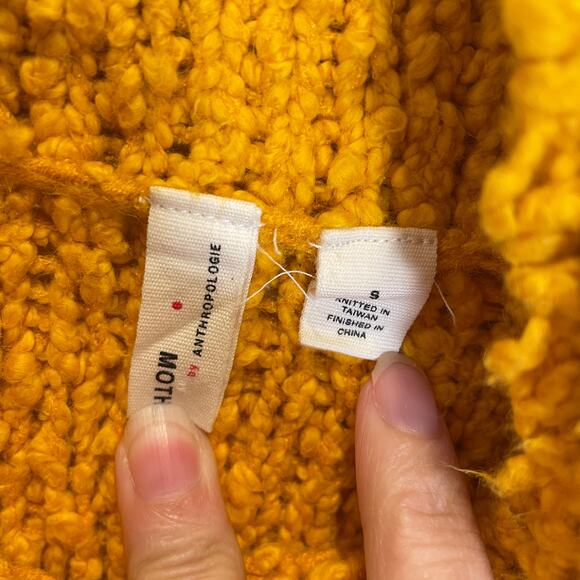 MOTH
by ANTHROPOLOGIE
S
KNITTED IN
TAIWAN
FINISHED IN
CHINA